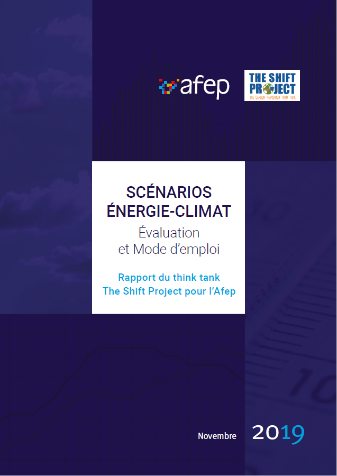 afep
THE SHIFT
PROJECT
SCÉNARIOS
ÉNERGIE-CLIMAT
Évaluation
et Mode d'emploi
Rapport du think tank
The Shift Project pour l'Afep
Novembre 2019